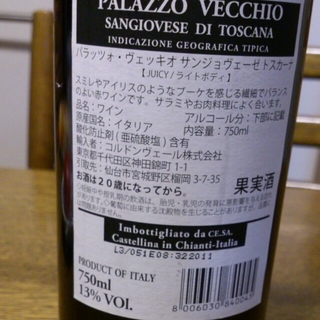 PALAZZO VECCHIO
SANGIOVESE DI TOSCANA
INDICAZIONE GEOGRAFICA TIPICA
パラッツォ・ヴェッキオ サンジョヴェーゼ トスカーナ
【JUICY/ライトボディ】
スミレやアイリスのようなブーケを感じる繊細でバランス
のよい赤ワインです。サラミやお肉料理によく合います。
品名：ワイン アルコール分：下部に記載
原産国名：イタリア 内容量：750ml
酸化防止剤（亜硫酸塩）含有
輸入者：コルドンヴェール株式会社
東京都千代田区神田錦町1-1
引取先：仙台市宮城野区榴岡3-7-35
お酒は20歳になってから。 果実酒
Imbottigliato da CE.SA.
Castellina in Chianti-Italia
L3/051E08:322011
PRODUCT OF ITALY
750ml
13% VOL.
8 006030 840043